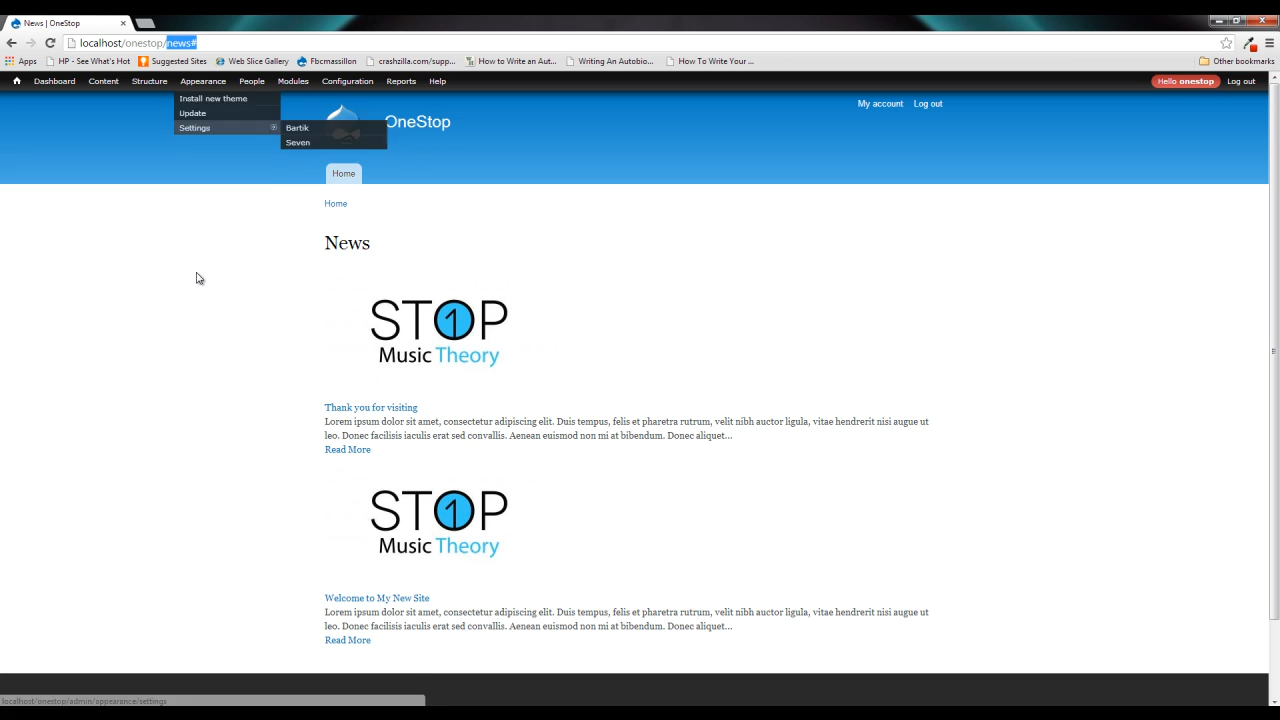 News | OneStop
localhost/onestop/news#
Apps HP - See What's Hot Suggested Sites Web Slice Gallery Fbcmassillon crashzilla.com/supp... How to Write an Aut... Writing An Autobio... How To Write Your ... Other bookmarks
Dashboard Content Structure Appearance People Modules Configuration Reports Help Hello onestop Log out
Install new theme
Update
Settings
Bartik
Seven
My account Log out
OneStop
Home
Home
News
STOP
1
Music Theory
Thank you for visiting
Lorem ipsum dolor sit amet, consectetur adipiscing elit. Duis tempus, felis et pharetra rutrum, velit nibh auctor ligula, vitae hendrerit nisi augue ut
leo. Donec facilisis iaculis erat sed convallis. Aenean euismod non mi at bibendum. Donec aliquet...
Read More
STOP
1
Music Theory
Welcome to My New Site
Lorem ipsum dolor sit amet, consectetur adipiscing elit. Duis tempus, felis et pharetra rutrum, velit nibh auctor ligula, vitae hendrerit nisi augue ut
leo. Donec facilisis iaculis erat sed convallis. Aenean euismod non mi at bibendum. Donec aliquet...
Read More
localhost/onestop/admin/appearance/settings